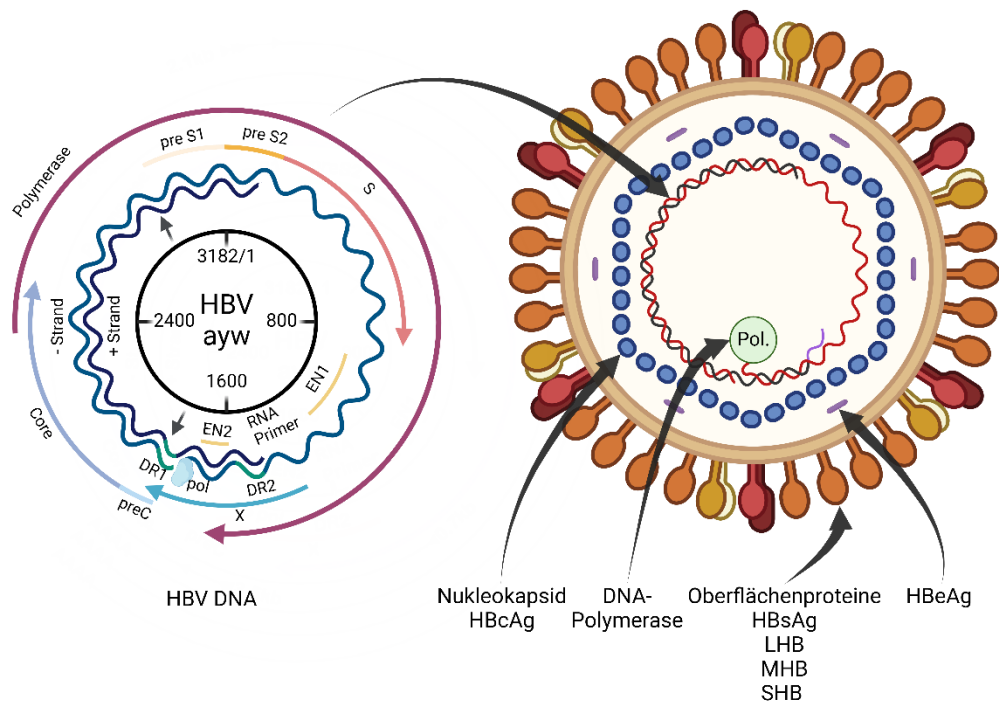 Polymerase
pre S1
pre S2
S
3182/1
HBV
ayw
2400
800
1600
- Strand
+ Strand
EN1
EN2
RNA
Primer
Core
DR1
pol
DR2
preC
X
HBV DNA
Pol.
Nukleokapsid
HBcAg
DNA-
Polymerase
Oberflächenproteine
HBsAg
LHB
MHB
SHB
HBeAg